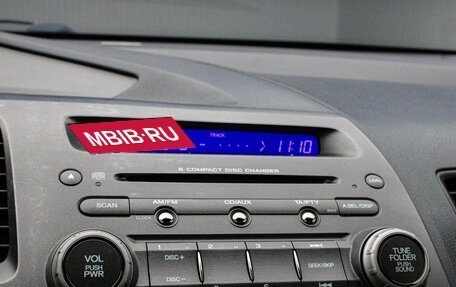 TRACK
MBIB·RU
11:10
6 COMPACT DISC CHANGER
LOAD
SCAN AM/FM CD/AUX TA/PTY A.SEL/DISP
CLOCK
VOL
PUSH
PWR
1 2 3
DISC +
DISC −
SEEK/SKIP
TUNE
FOLDER
PUSH
SOUND